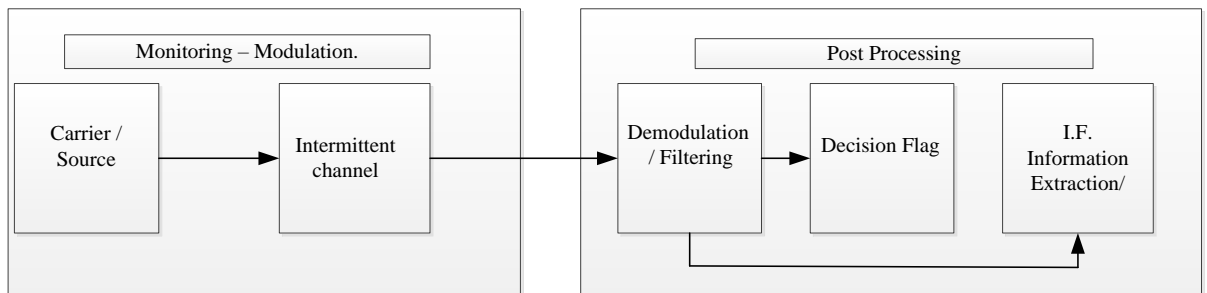 Monitoring – Modulation.
Carrier /
Source
Intermittent
channel
Post Processing
Demodulation
/ Filtering
Decision Flag
I.F.
Information
Extraction/